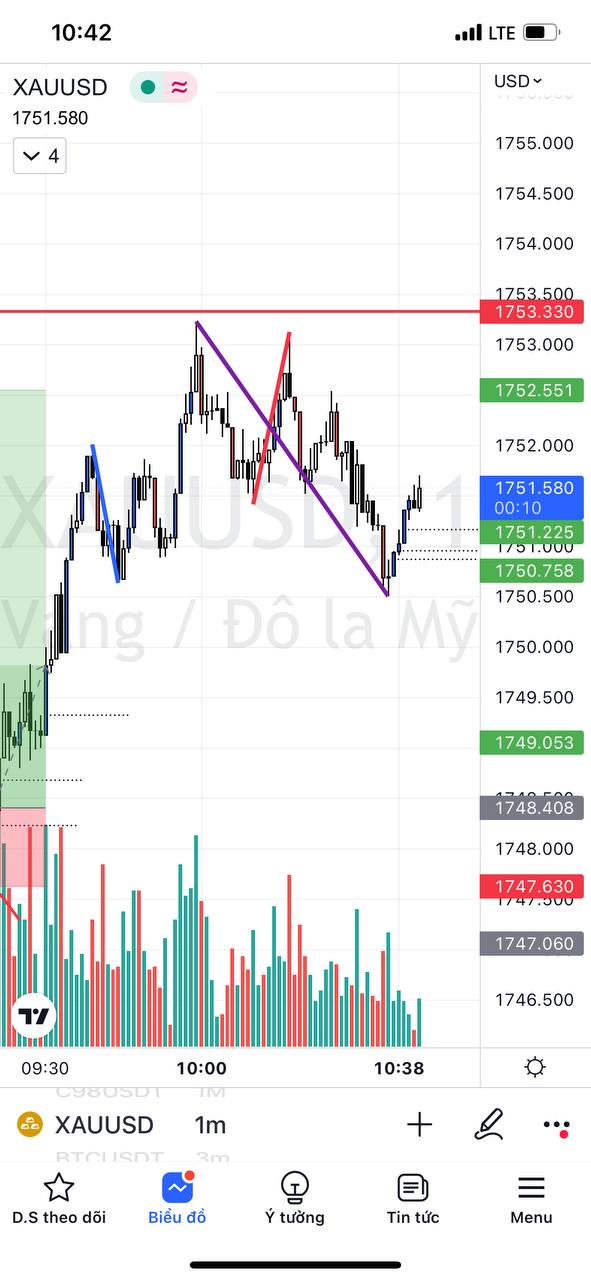 10:42
LTE
XAUUSD
≈
USD
1751.580
4
1755.000
1754.500
1754.000
1753.500
1753.330
1753.000
1752.551
1752.000
1751.580
00:10
1751.225
1751.000
1750.758
1750.500
1750.000
1749.500
1749.053
1748.408
1748.000
1747.630
1747.500
1747.060
1746.500
XAUUSD, 1
Vàng / Đô la Mỹ
09:30
10:00
10:38
C98USDT 1M
XAUUSD 1m
BTCUSDT 3m
D.S theo dõi
Biểu đồ
Ý tưởng
Tin tức
Menu